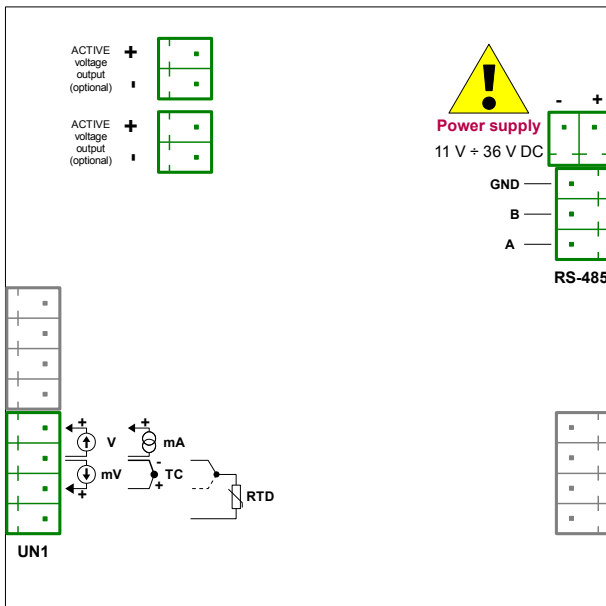 ACTIVE +
voltage
output
(optional) -
ACTIVE +
voltage
output
(optional) -
- +
Power supply
11 V ÷ 36 V DC
GND
B
A
RS-485
+ +
V mA
mV - TC
+ +
RTD
UN1